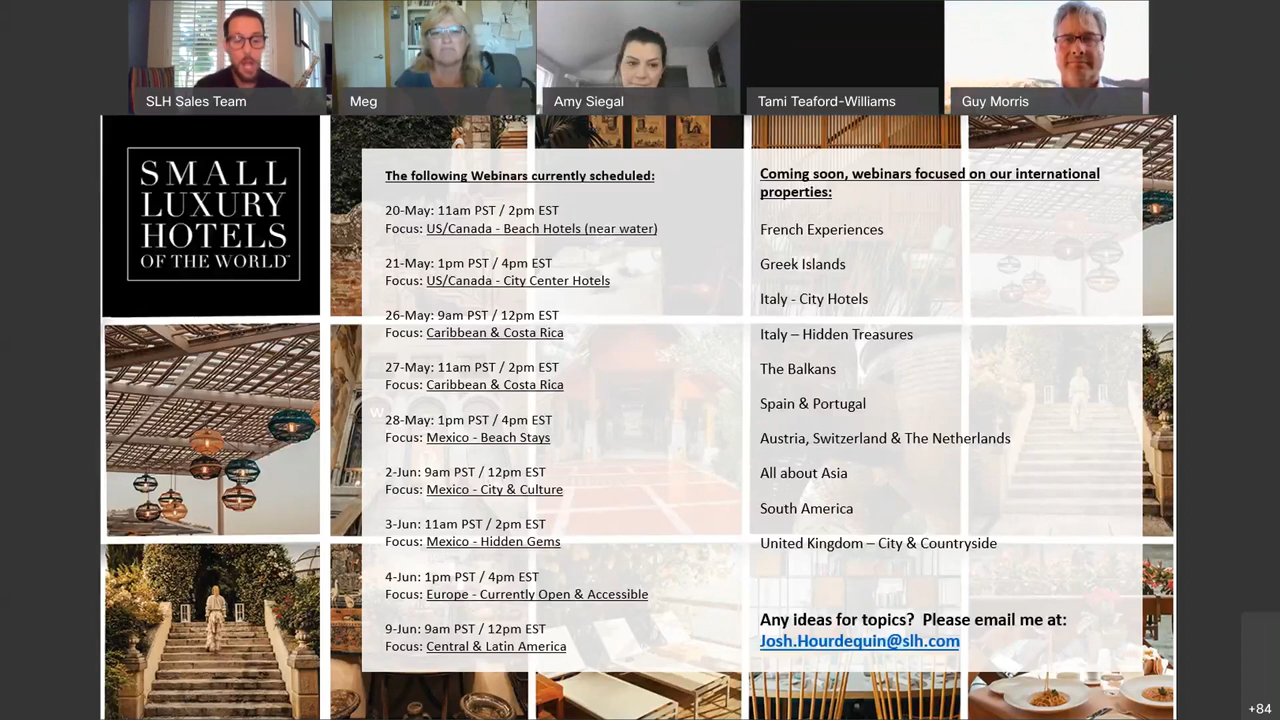 SLH Sales Team
Meg
Amy Siegal
Tami Teaford-Williams
Guy Morris
SMALL
LUXURY
HOTELS
OF THE WORLD™
The following Webinars currently scheduled:
20-May: 11am PST / 2pm EST
Focus: US/Canada - Beach Hotels (near water)
21-May: 1pm PST / 4pm EST
Focus: US/Canada - City Center Hotels
26-May: 9am PST / 12pm EST
Focus: Caribbean & Costa Rica
27-May: 11am PST / 2pm EST
Focus: Caribbean & Costa Rica
28-May: 1pm PST / 4pm EST
Focus: Mexico - Beach Stays
2-Jun: 9am PST / 12pm EST
Focus: Mexico - City & Culture
3-Jun: 11am PST / 2pm EST
Focus: Mexico - Hidden Gems
4-Jun: 1pm PST / 4pm EST
Focus: Europe - Currently Open & Accessible
9-Jun: 9am PST / 12pm EST
Focus: Central & Latin America
Coming soon, webinars focused on our international
properties:
French Experiences
Greek Islands
Italy - City Hotels
Italy – Hidden Treasures
The Balkans
Spain & Portugal
Austria, Switzerland & The Netherlands
All about Asia
South America
United Kingdom – City & Countryside
Any ideas for topics? Please email me at:
Josh.Hourdequin@slh.com
+84